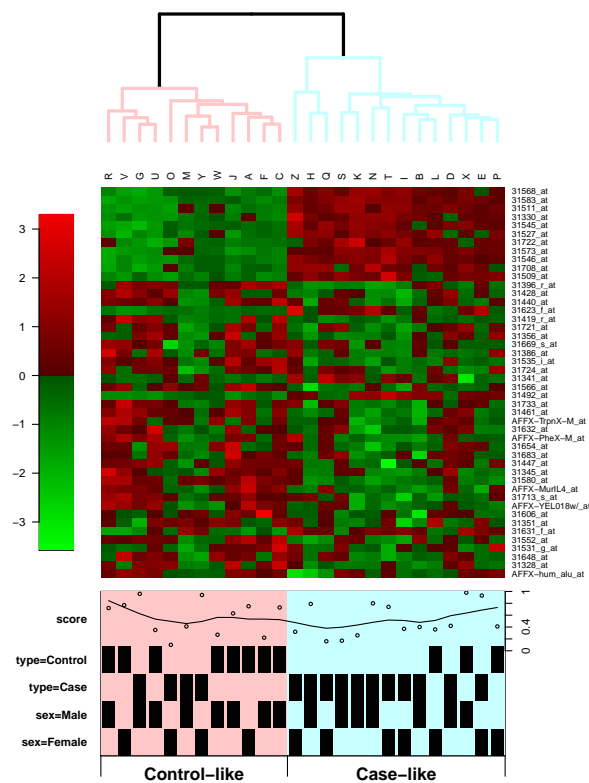 R V G U O M Y W J A F C Z H Q S K N T I B L D X E P
31568_at
31583_at
31511_at
31330_at
31545_at
31527_at
31722_at
31573_at
31546_at
31708_at
31509_at
31396_r_at
31428_at
31440_at
31623_f_at
31419_r_at
31721_at
31356_at
31669_s_at
31386_at
31535_i_at
31724_at
31341_at
31566_at
31492_at
31733_at
31461_at
AFFX−TrpnX−M_at
31632_at
AFFX−PheX−M_at
31654_at
31683_at
31447_at
31345_at
31580_at
AFFX−MurIL4_at
31713_s_at
AFFX−YEL018w/_at
31606_at
31351_at
31631_f_at
31552_at
31531_g_at
31648_at
31328_at
AFFX−hum_alu_at
3
2
1
0
−1
−2
−3
score
0 0.4 1
type=Control
type=Case
sex=Male
sex=Female
Control−like Case−like